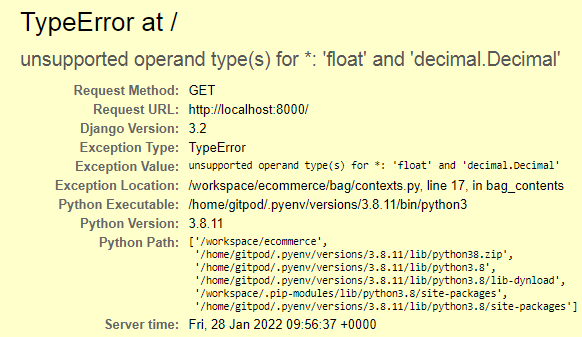 TypeError at /
unsupported operand type(s) for *: 'float' and 'decimal.Decimal'
Request Method: GET
Request URL: http://localhost:8000/
Django Version: 3.2
Exception Type: TypeError
Exception Value: unsupported operand type(s) for *: 'float' and 'decimal.Decimal'
Exception Location: /workspace/ecommerce/bag/contexts.py, line 17, in bag_contents
Python Executable: /home/gitpod/.pyenv/versions/3.8.11/bin/python3
Python Version: 3.8.11
Python Path: ['/workspace/ecommerce',
'/home/gitpod/.pyenv/versions/3.8.11/lib/python38.zip',
'/home/gitpod/.pyenv/versions/3.8.11/lib/python3.8',
'/home/gitpod/.pyenv/versions/3.8.11/lib/python3.8/lib-dynload',
'/workspace/.pip-modules/lib/python3.8/site-packages',
'/home/gitpod/.pyenv/versions/3.8.11/lib/python3.8/site-packages']
Server time: Fri, 28 Jan 2022 09:56:37 +0000